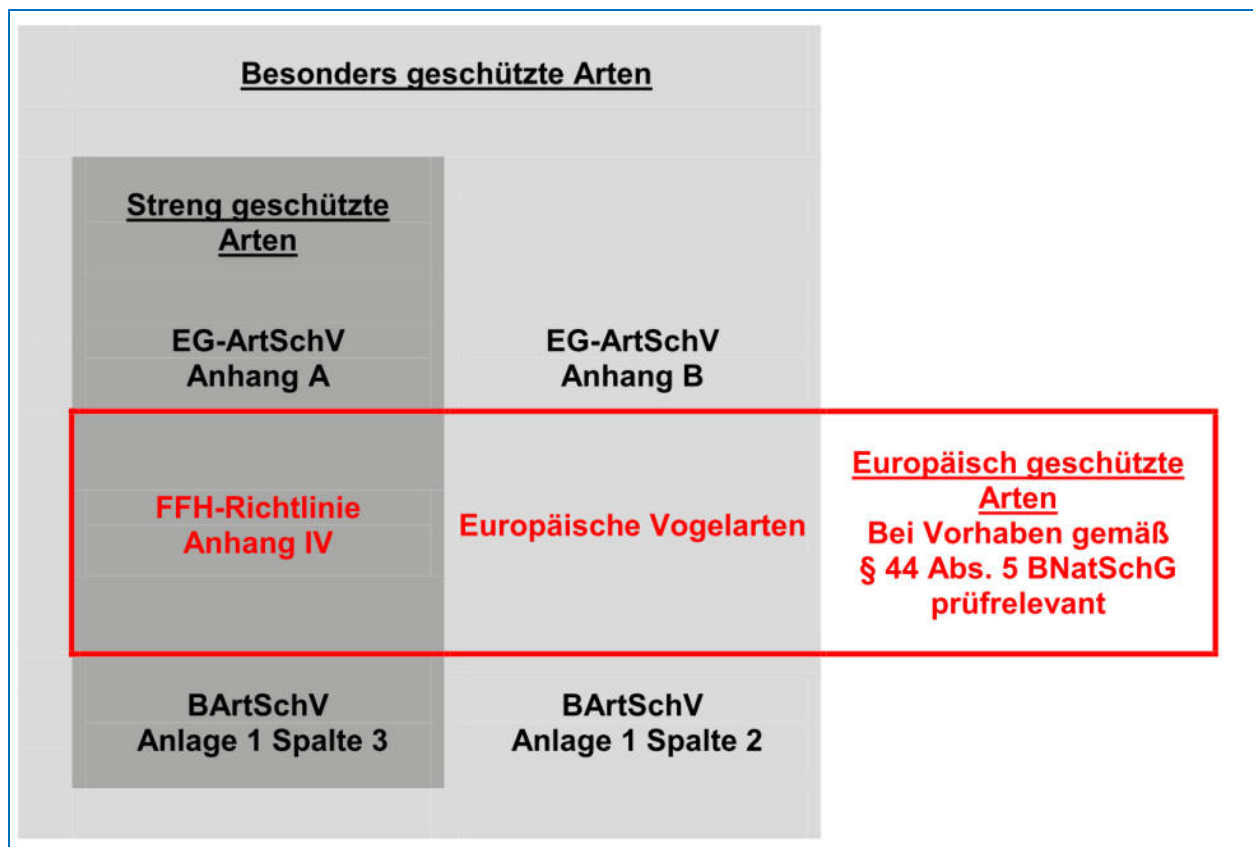 Besonders geschützte Arten
Streng geschützte
Arten
EG-ArtSchV
Anhang A
EG-ArtSchV
Anhang B
FFH-Richtlinie
Anhang IV
Europäische Vogelarten
Europäisch geschützte
Arten
Bei Vorhaben gemäß
§ 44 Abs. 5 BNatSchG
prüfrelevant
BArtSchV
Anlage 1 Spalte 3
BArtSchV
Anlage 1 Spalte 2